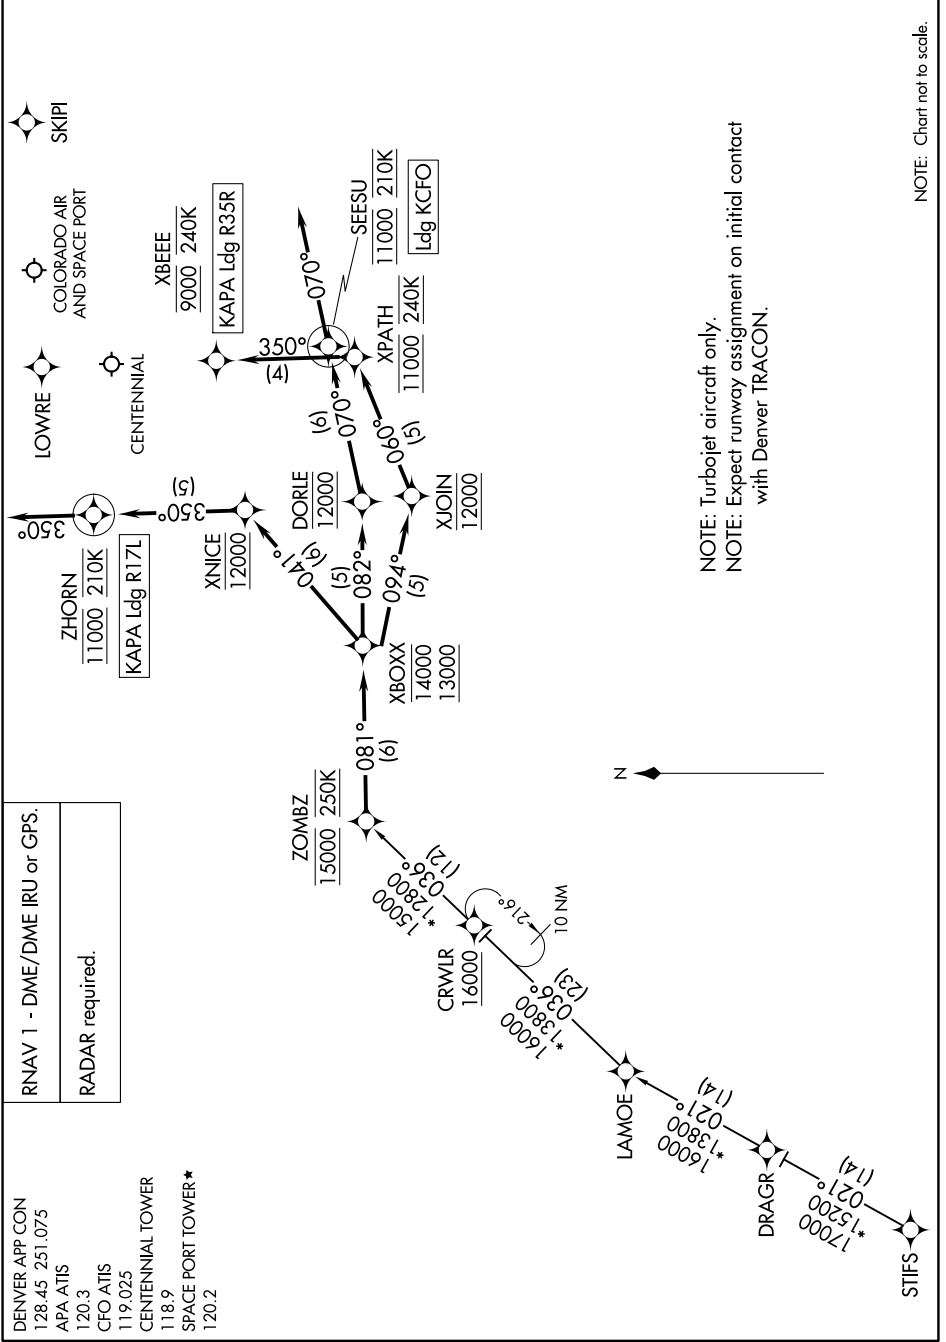 DENVER APP CON
128.45 251.075
APA ATIS
120.3
CFO ATIS
119.025
CENTENNIAL TOWER
118.9
SPACE PORT TOWER★
120.2
RNAV 1 - DME/DME IRU or GPS.
RADAR required.
ZHORN
11000 210K
KAPA Ldg R17L
350°
350°
(5)
XNICE
12000
LOWRE
CENTENNIAL
COLORADO AIR
AND SPACE PORT
SKIPI
XBEEE
9000 240K
KAPA Ldg R35R
350°
(4)
070°
SEESU
11000 210K
Ldg KCFO
XPATH
11000 240K
DORLE
12000
(6)
070°
060°
(5)
XJOIN
12000
041°
(6)
(5)
082°
094°
(5)
XBOXX
14000
13000
081°
(6)
ZOMBZ
15000 250K
15000
*12800
036°
(12)
CRWLR
16000
216°
10 NM
16000
*13800
036°
(23)
LAMOE
16000
*13800
021°
(14)
DRAGR
17000
*15200
021°
(14)
STIFS
N
NOTE: Turbojet aircraft only.
NOTE: Expect runway assignment on initial contact
with Denver TRACON.
NOTE: Chart not to scale.